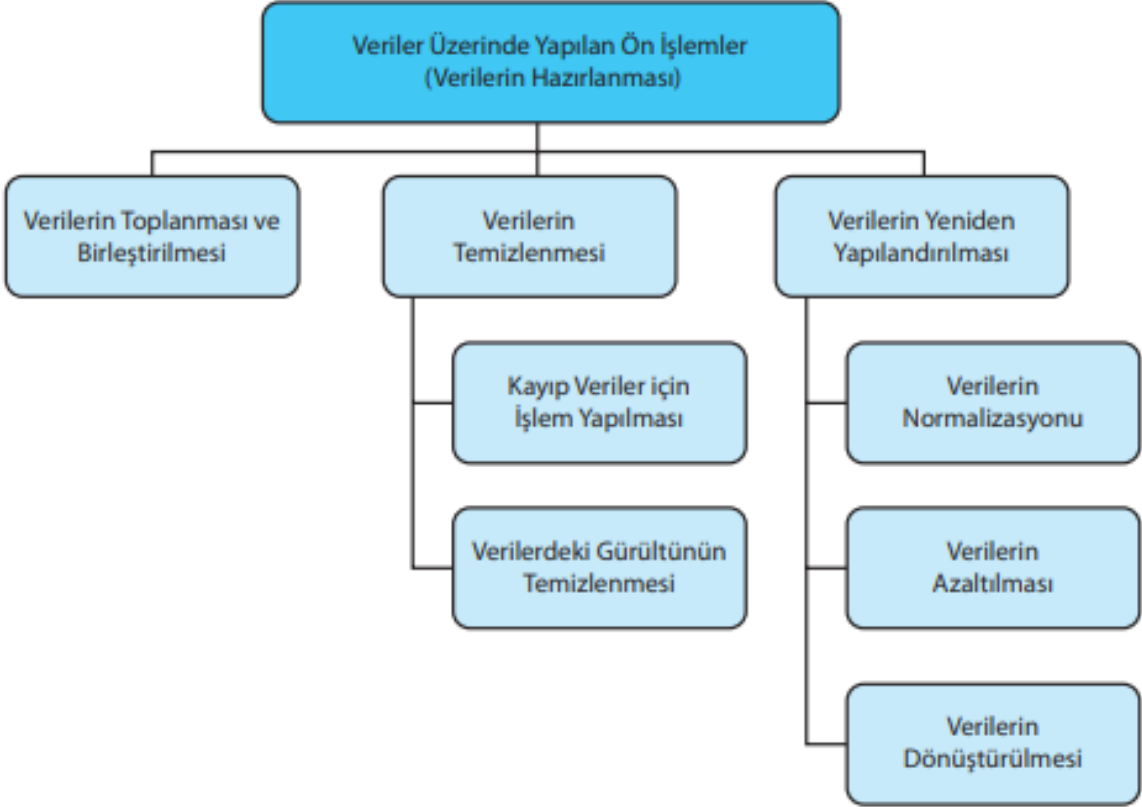 Veriler Üzerinde Yapılan Ön İşlemler
(Verilerin Hazırlanması)
Verilerin Toplanması ve
Birleştirilmesi
Verilerin
Temizlenmesi
Kayıp Veriler için
İşlem Yapılması
Verilerdeki Gürültünün
Temizlenmesi
Verilerin Yeniden
Yapılandırılması
Verilerin
Normalizasyonu
Verilerin
Azaltılması
Verilerin
Dönüştürülmesi